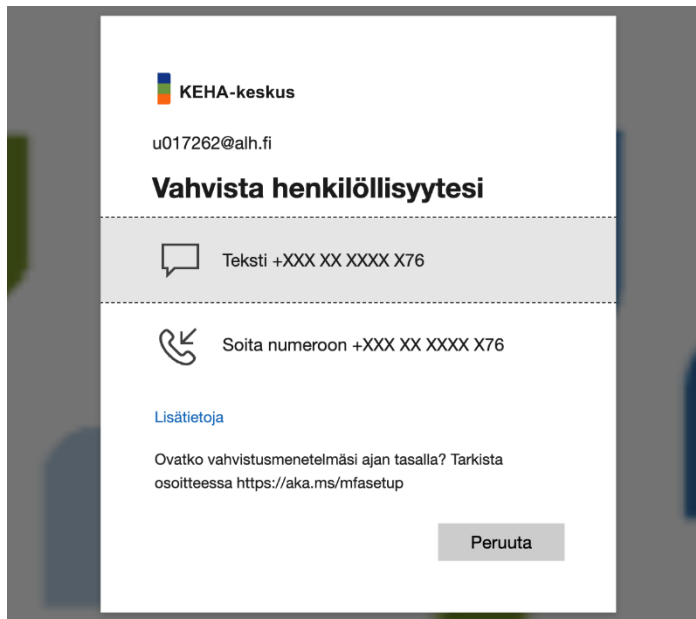 KEHA-keskus
u017262@alh.fi
Vahvista henkilöllisyytesi
Teksti +XXX XX XXXX X76
Soita numeroon +XXX XX XXXX X76
Lisätietoja
Ovatko vahvistusmenetelmäsi ajan tasalla? Tarkista
osoitteessa https://aka.ms/mfasetup
Peruuta